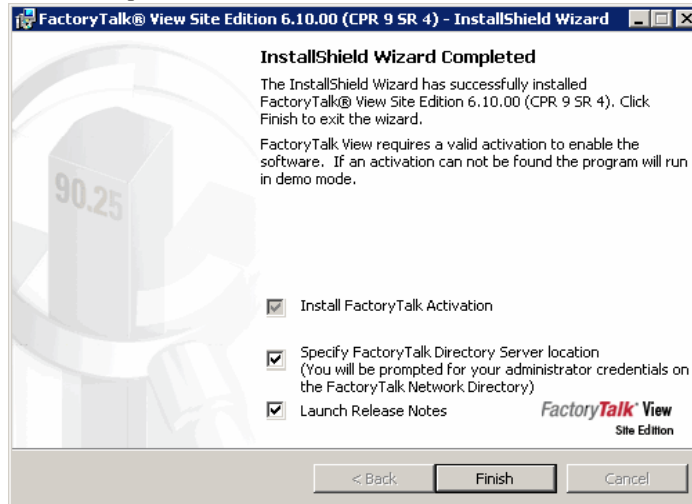 FactoryTalk® View Site Edition 6.10.00 (CPR 9 SR 4) - InstallShield Wizard
InstallShield Wizard Completed
The InstallShield Wizard has successfully installed
FactoryTalk® View Site Edition 6.10.00 (CPR 9 SR 4). Click
Finish to exit the wizard.
FactoryTalk View requires a valid activation to enable the
software. If an activation can not be found the program will run
in demo mode.
90.25
Install FactoryTalk Activation
Specify FactoryTalk Directory Server location
(You will be prompted for your administrator credentials on
the FactoryTalk Network Directory)
Launch Release Notes
FactoryTalk® View
Site Edition
< Back
Finish
Cancel